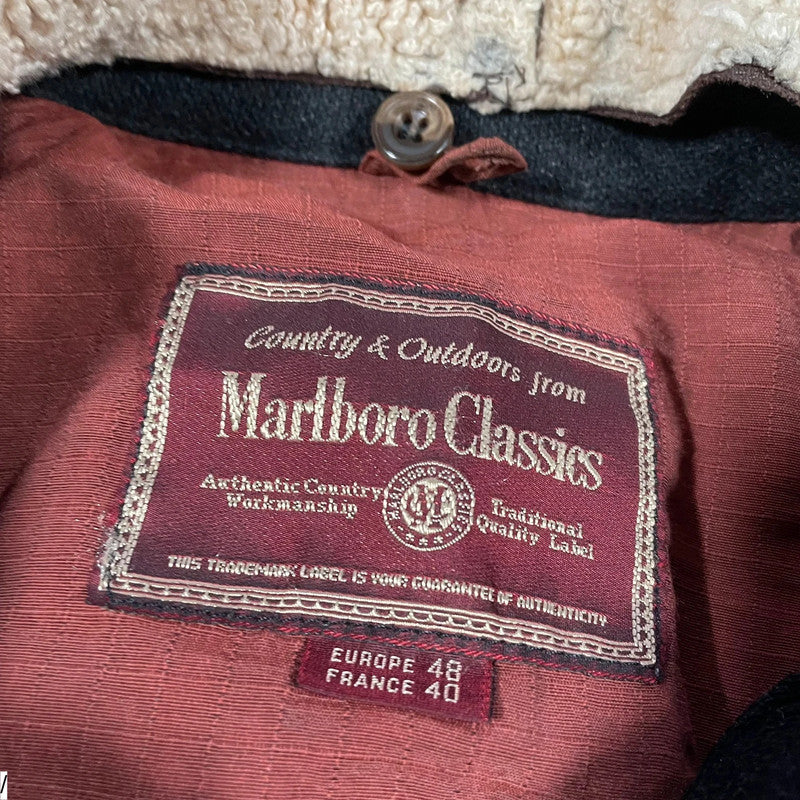 Country & Outdoors from
Marlboro Classics
Authentic Country
Workmanship
Traditional
Quality Label
THIS TRADEMARK LABEL IS YOUR GUARANTEE OF AUTHENTICITY
EUROPE 48
FRANCE 40